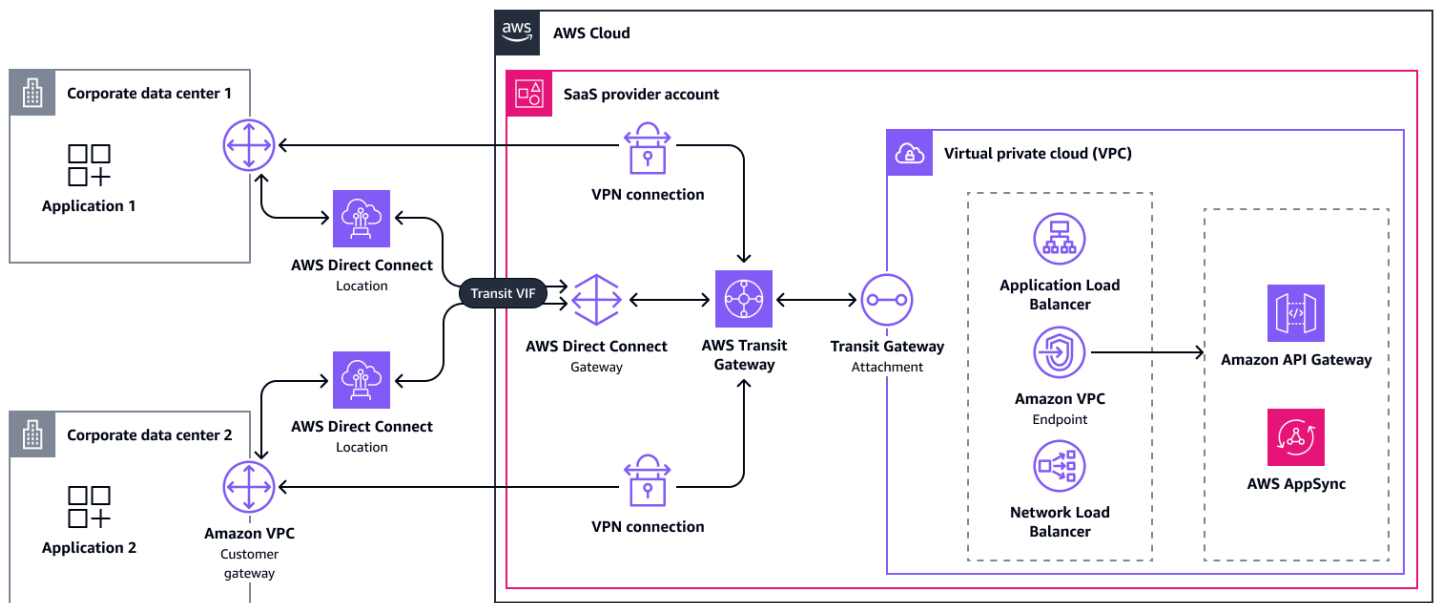 aws
AWS Cloud
SaaS provider account
Corporate data center 1
Application 1
VPN connection
Virtual private cloud (VPC)
AWS Direct Connect
Location
Transit VIF
AWS Direct Connect
Gateway
AWS Transit
Gateway
Transit Gateway
Attachment
Application Load
Balancer
Amazon VPC
Endpoint
Network Load
Balancer
Amazon API Gateway
AWS AppSync
AWS Direct Connect
Location
Corporate data center 2
Application 2
Amazon VPC
Customer
gateway
VPN connection